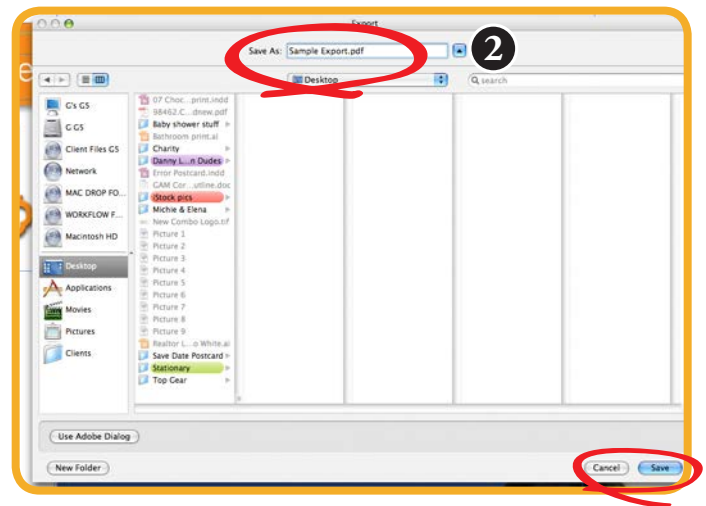 Export
Save As: Sample Export.pdf
2
Desktop
search
G's G5
G G5
Client Files G5
Network
MAC DROP FO...
WORKFLOW F...
Macintosh HD
Desktop
Applications
Movies
Pictures
Clients
07 Choc...print.indd
98462.C...dnew.pdf
Baby shower stuff
Bathroom print.ai
Charity
Danny L...n Dudes
Error Postcard.indd
GAM Cor...utline.doc
iStock pics
Michie & Elena
New Combo Logo.tif
Picture 1
Picture 2
Picture 3
Picture 4
Picture 5
Picture 6
Picture 7
Picture 8
Picture 9
Realtor L...o White.ai
Save Date Postcard
Stationary
Top Gear
Use Adobe Dialog
New Folder
Cancel
Save